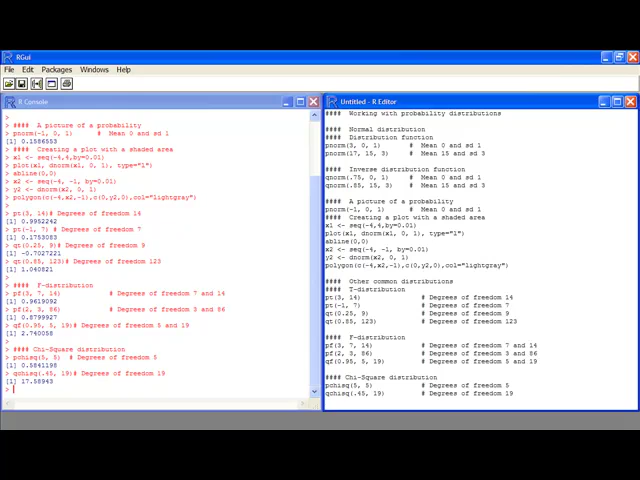 RGui
File Edit Packages Windows Help
R Console
>
> #### A picture of a probability
> pnorm(-1, 0, 1) # Mean 0 and sd 1
[1] 0.1586553
> #### Creating a plot with a shaded area
> x1 <- seq(-4,4,by=0.01)
> plot(x1, dnorm(x1, 0, 1), type="l")
> abline(0,0)
> x2 <- seq(-4, -1, by=0.01)
> y2 <- dnorm(x2, 0, 1)
> polygon(c(-4,x2,-1),c(0,y2,0),col="lightgray")
>
> pt(3, 14)# Degrees of freedom 14
[1] 0.9952242
> pt(-1, 7)# Degrees of freedom 7
[1] 0.1753083
> qt(0.25, 9)# Degrees of freedom 9
[1] -0.7027221
> qt(0.85, 123)# Degrees of freedom 123
[1] 1.040821
>
> #### F-distribution
> pf(3, 7, 14) # Degrees of freedom 7 and 14
[1] 0.9619092
> pf(2, 3, 86) # Degrees of freedom 3 and 86
[1] 0.8799927
> qf(0.95, 5, 19) # Degrees of freedom 5 and 19
[1] 2.740058
>
> #### Chi-Square distribution
> pchisq(5, 5) # Degrees of freedom 5
[1] 0.5841198
> qchisq(.45, 19)# Degrees of freedom 19
[1] 17.58943
>
Untitled - R Editor
#### Working with probability distributions
#### Normal distribution
#### Distribution function
pnorm(3, 0, 1) # Mean 0 and sd 1
pnorm(17, 15, 3) # Mean 15 and sd 3
#### Inverse distribution function
qnorm(.75, 0, 1) # Mean 0 and sd 1
qnorm(.85, 15, 3) # Mean 15 and sd 3
#### A picture of a probability
pnorm(-1, 0, 1) # Mean 0 and sd 1
#### Creating a plot with a shaded area
x1 <- seq(-4,4,by=0.01)
plot(x1, dnorm(x1, 0, 1), type="l")
abline(0,0)
x2 <- seq(-4, -1, by=0.01)
y2 <- dnorm(x2, 0, 1)
polygon(c(-4,x2,-1),c(0,y2,0),col="lightgray")
#### Other common distributions
#### T-distribution
pt(3, 14) # Degrees of freedom 14
pt(-1, 7) # Degrees of freedom 7
qt(0.25, 9) # Degrees of freedom 9
qt(0.85, 123) # Degrees of freedom 123
#### F-distribution
pf(3, 7, 14) # Degrees of freedom 7 and 14
pf(2, 3, 86) # Degrees of freedom 3 and 86
qf(0.95, 5, 19) # Degrees of freedom 5 and 19
#### Chi-Square distribution
pchisq(5, 5) # Degrees of freedom 5
qchisq(.45, 19) # Degrees of freedom 19